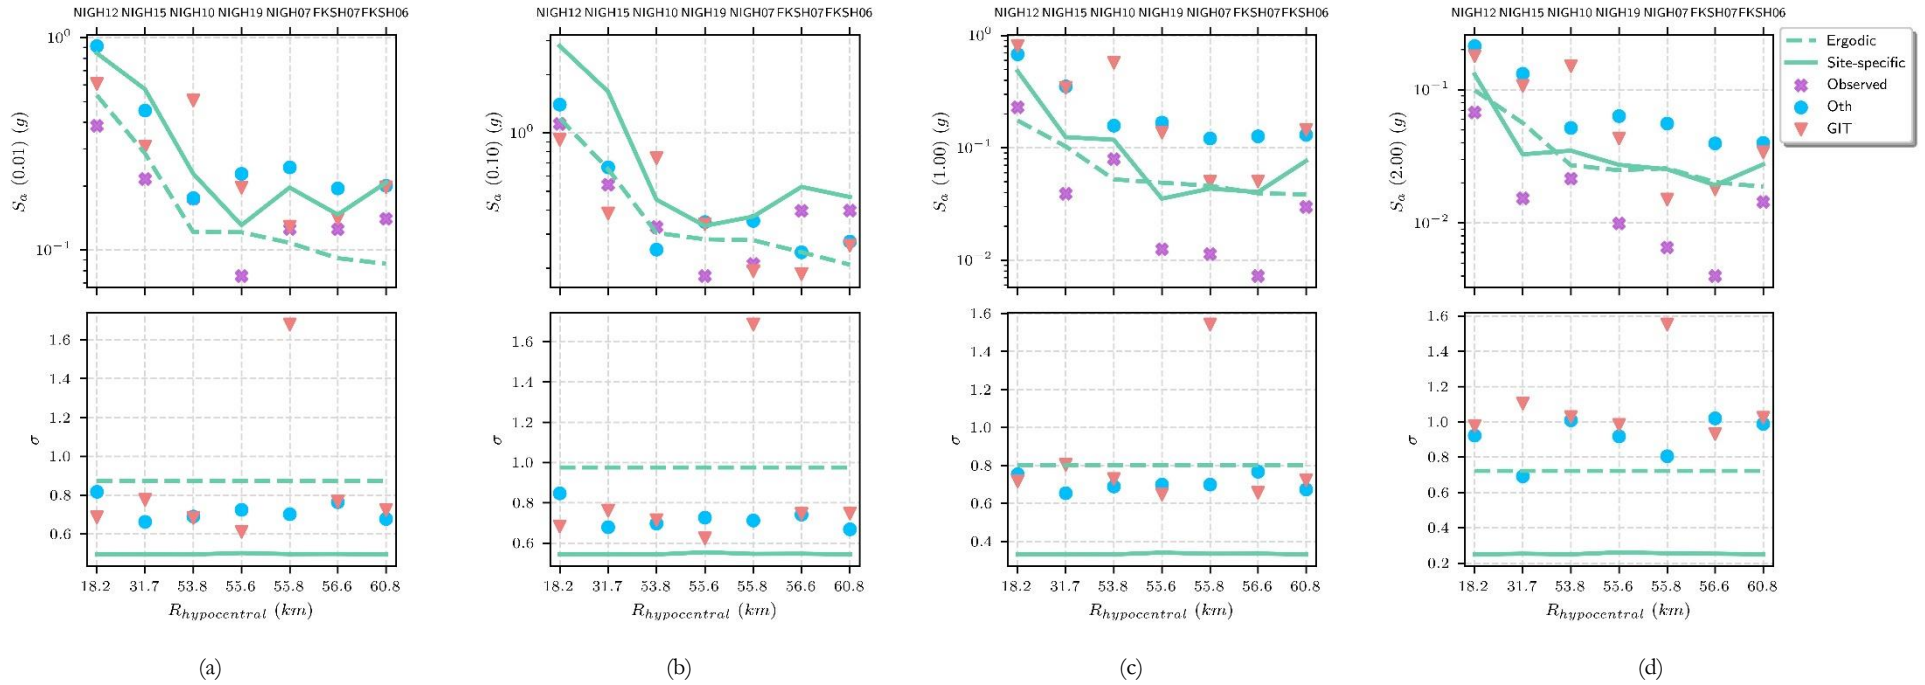 NIGH12 NIGH15 NIGH10 NIGH19 NIGH07 FKSH07 FKSH06
10⁰
10⁻¹
Sₐ (0.01) (g)
1.6
1.4
1.2
1.0
0.8
0.6
σ
18.2 31.7 53.8 55.6 55.8 56.6 60.8
R_hypocentral (km)
(a)
NIGH12 NIGH15 NIGH10 NIGH19 NIGH07 FKSH07 FKSH06
10⁰
Sₐ (0.10) (g)
1.6
1.4
1.2
1.0
0.8
0.6
σ
18.2 31.7 53.8 55.6 55.8 56.6 60.8
R_hypocentral (km)
(b)
NIGH12 NIGH15 NIGH10 NIGH19 NIGH07 FKSH07 FKSH06
10⁰
10⁻¹
10⁻²
Sₐ (1.00) (g)
1.6
1.4
1.2
1.0
0.8
0.6
0.4
σ
18.2 31.7 53.8 55.6 55.8 56.6 60.8
R_hypocentral (km)
(c)
NIGH12 NIGH15 NIGH10 NIGH19 NIGH07 FKSH07 FKSH06
10⁻¹
10⁻²
Sₐ (2.00) (g)
1.6
1.4
1.2
1.0
0.8
0.6
0.4
0.2
σ
18.2 31.7 53.8 55.6 55.8 56.6 60.8
R_hypocentral (km)
(d)
Ergodic
Site-specific
Observed
Oth
GIT